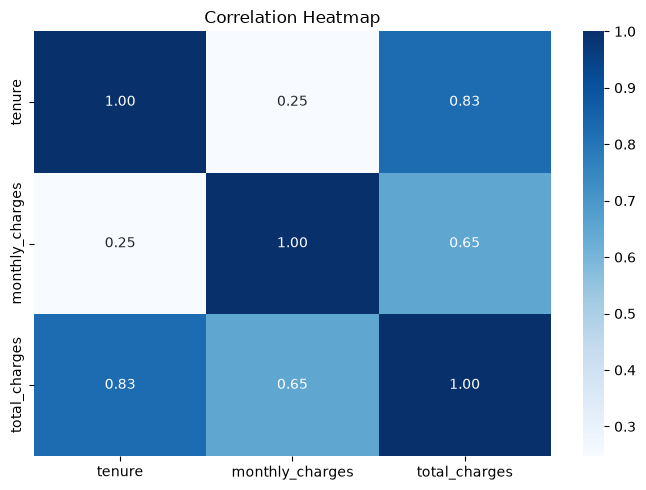 Correlation Heatmap
tenure
monthly_charges
total_charges
1.00 0.25 0.83
0.25 1.00 0.65
0.83 0.65 1.00
tenure monthly_charges total_charges
1.0
0.9
0.8
0.7
0.6
0.5
0.4
0.3